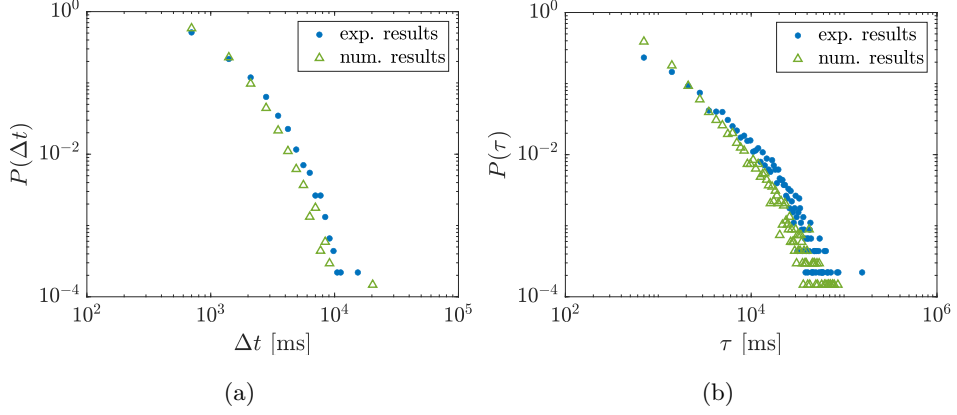 10^0
10^-2
10^-4
10^2
10^3
10^4
10^5
P(Δt)
Δt [ms]
exp. results
num. results
(a)
10^0
10^-2
10^-4
10^2
10^4
10^6
P(τ)
τ [ms]
exp. results
num. results
(b)